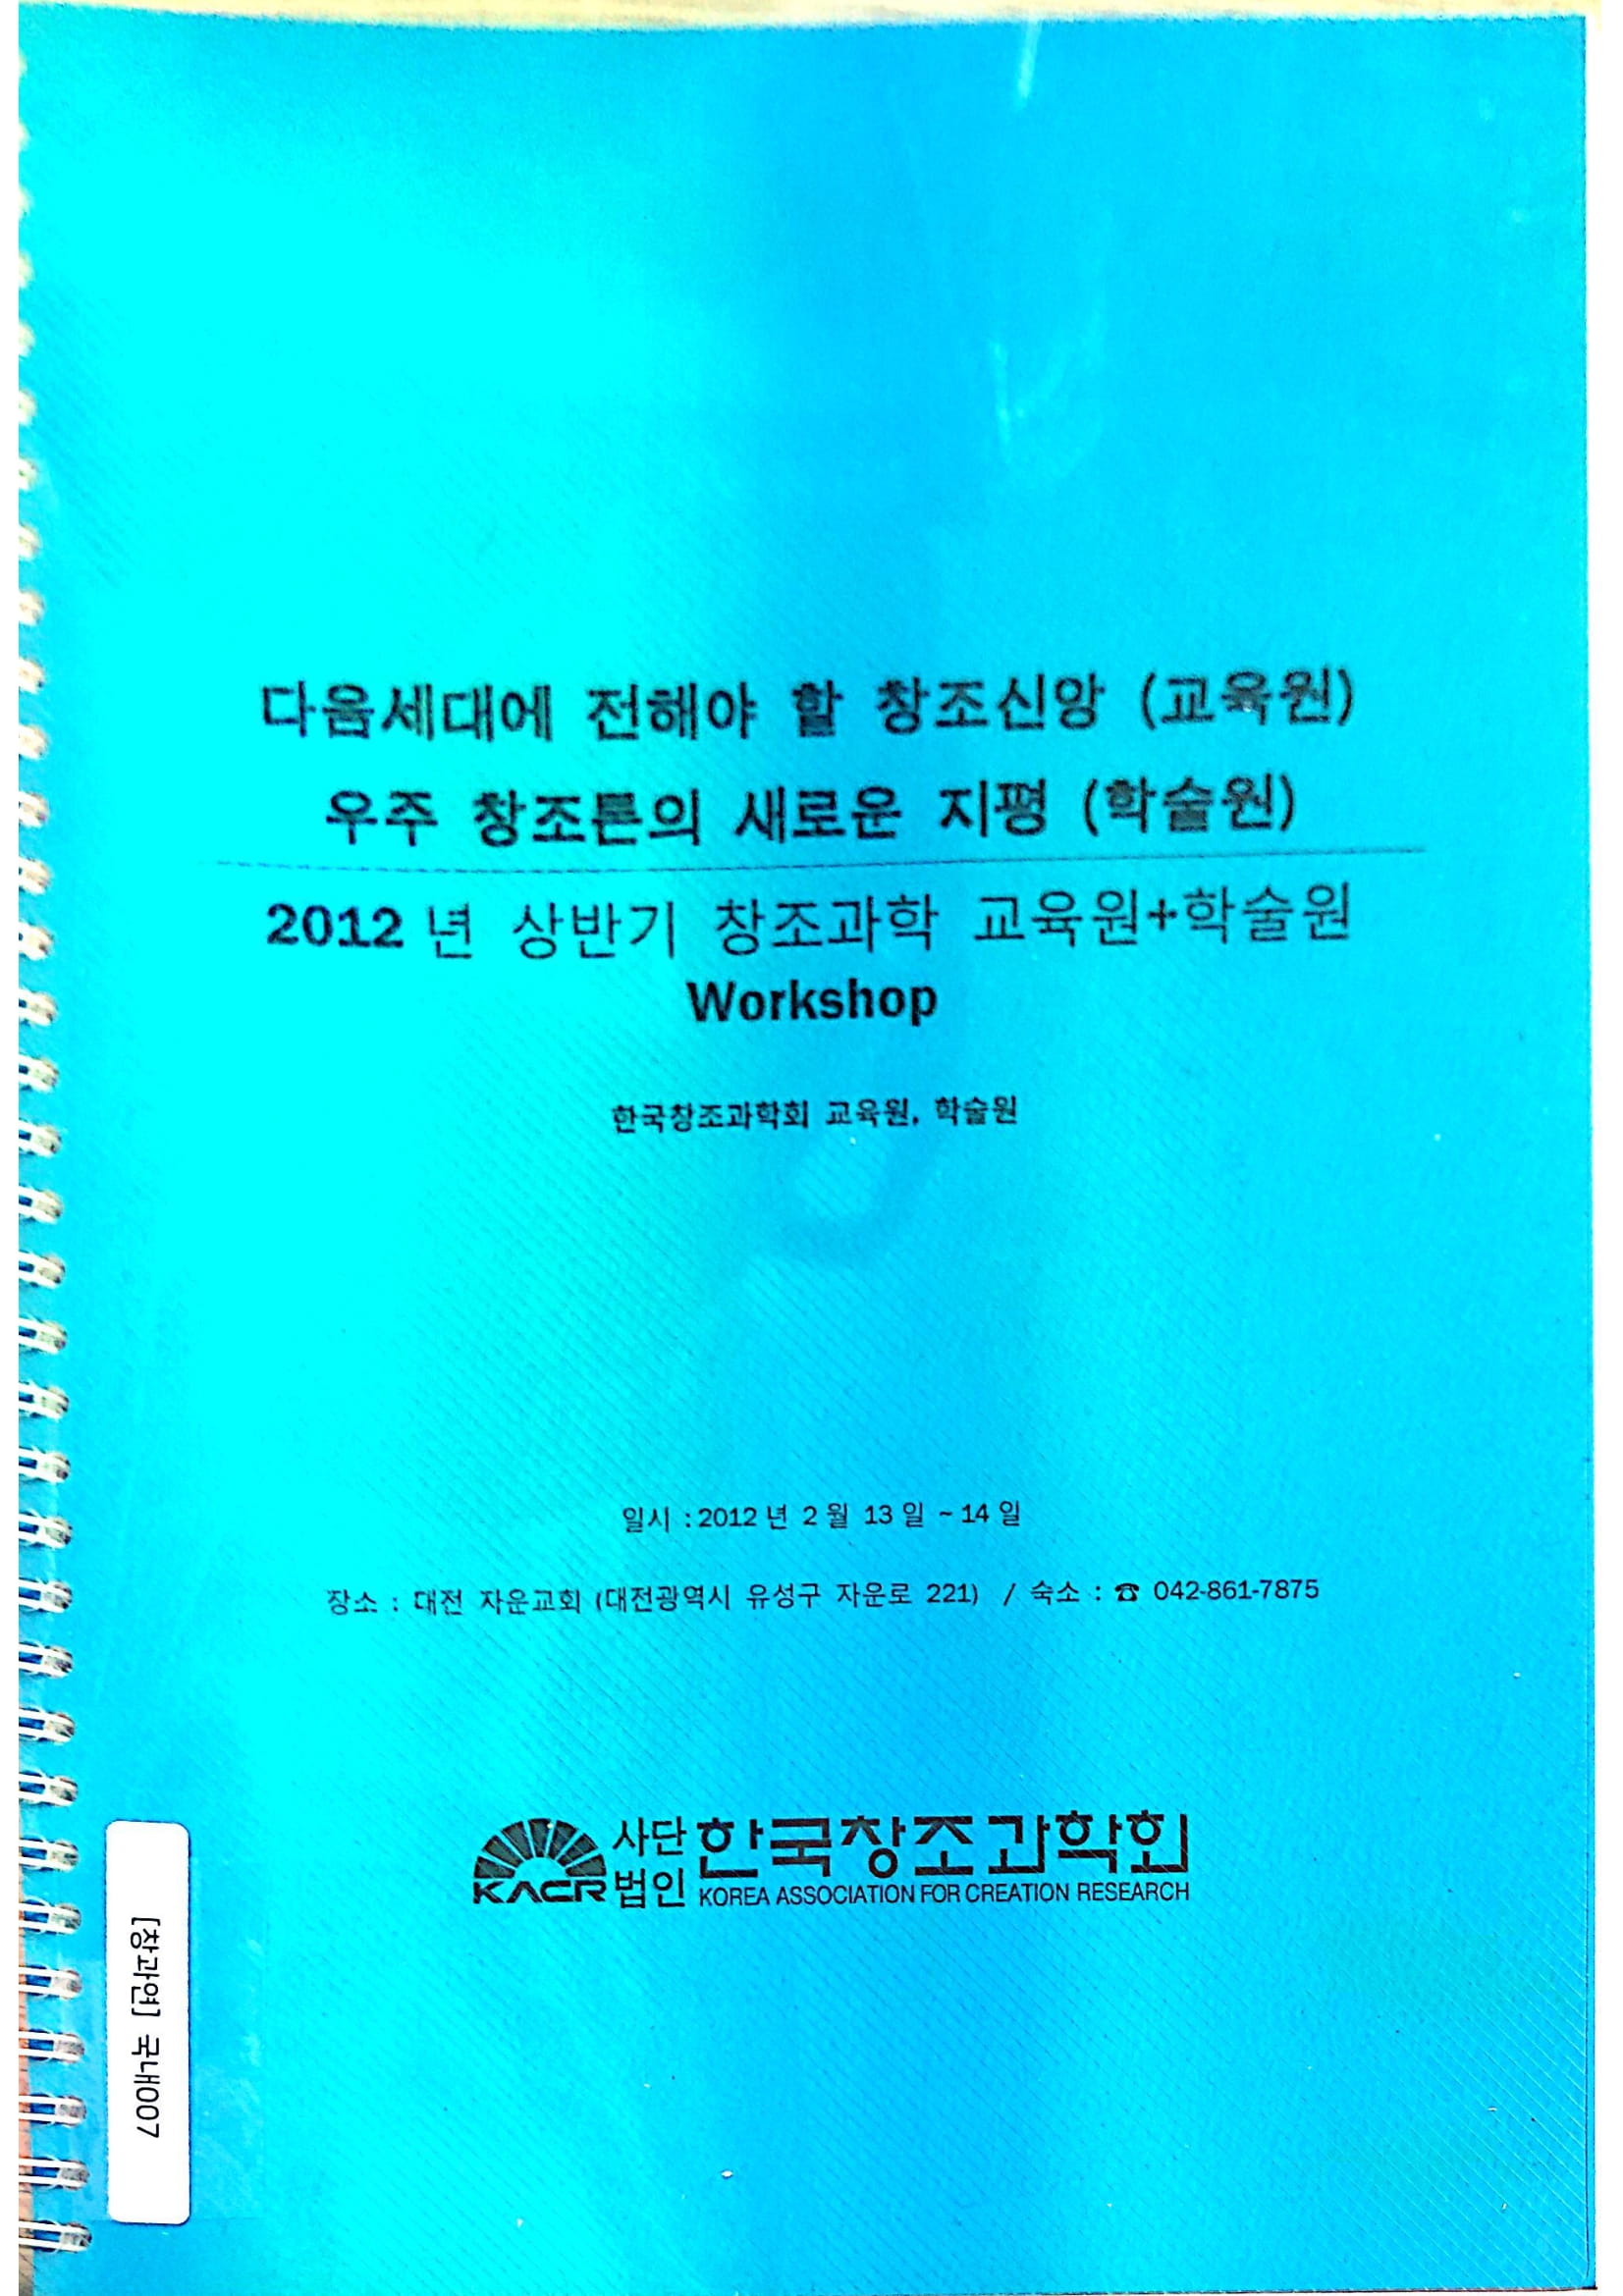 다음세대에 전해야 할 창조신앙 (교육원)
우주 창조론의 새로운 지평 (학술원)
2012 년 상반기 창조과학 교육원+학술원
Workshop
한국창조과학회 교육원, 학술원
일시 : 2012 년 2 월 13 일 ~ 14 일
장소 : 대전 자운교회 (대전광역시 유성구 자운로 221) / 숙소 : ☎ 042-861-7875
KACR 사단법인 한국창조과학회
KOREA ASSOCIATION FOR CREATION RESEARCH
[창과연] 국내007